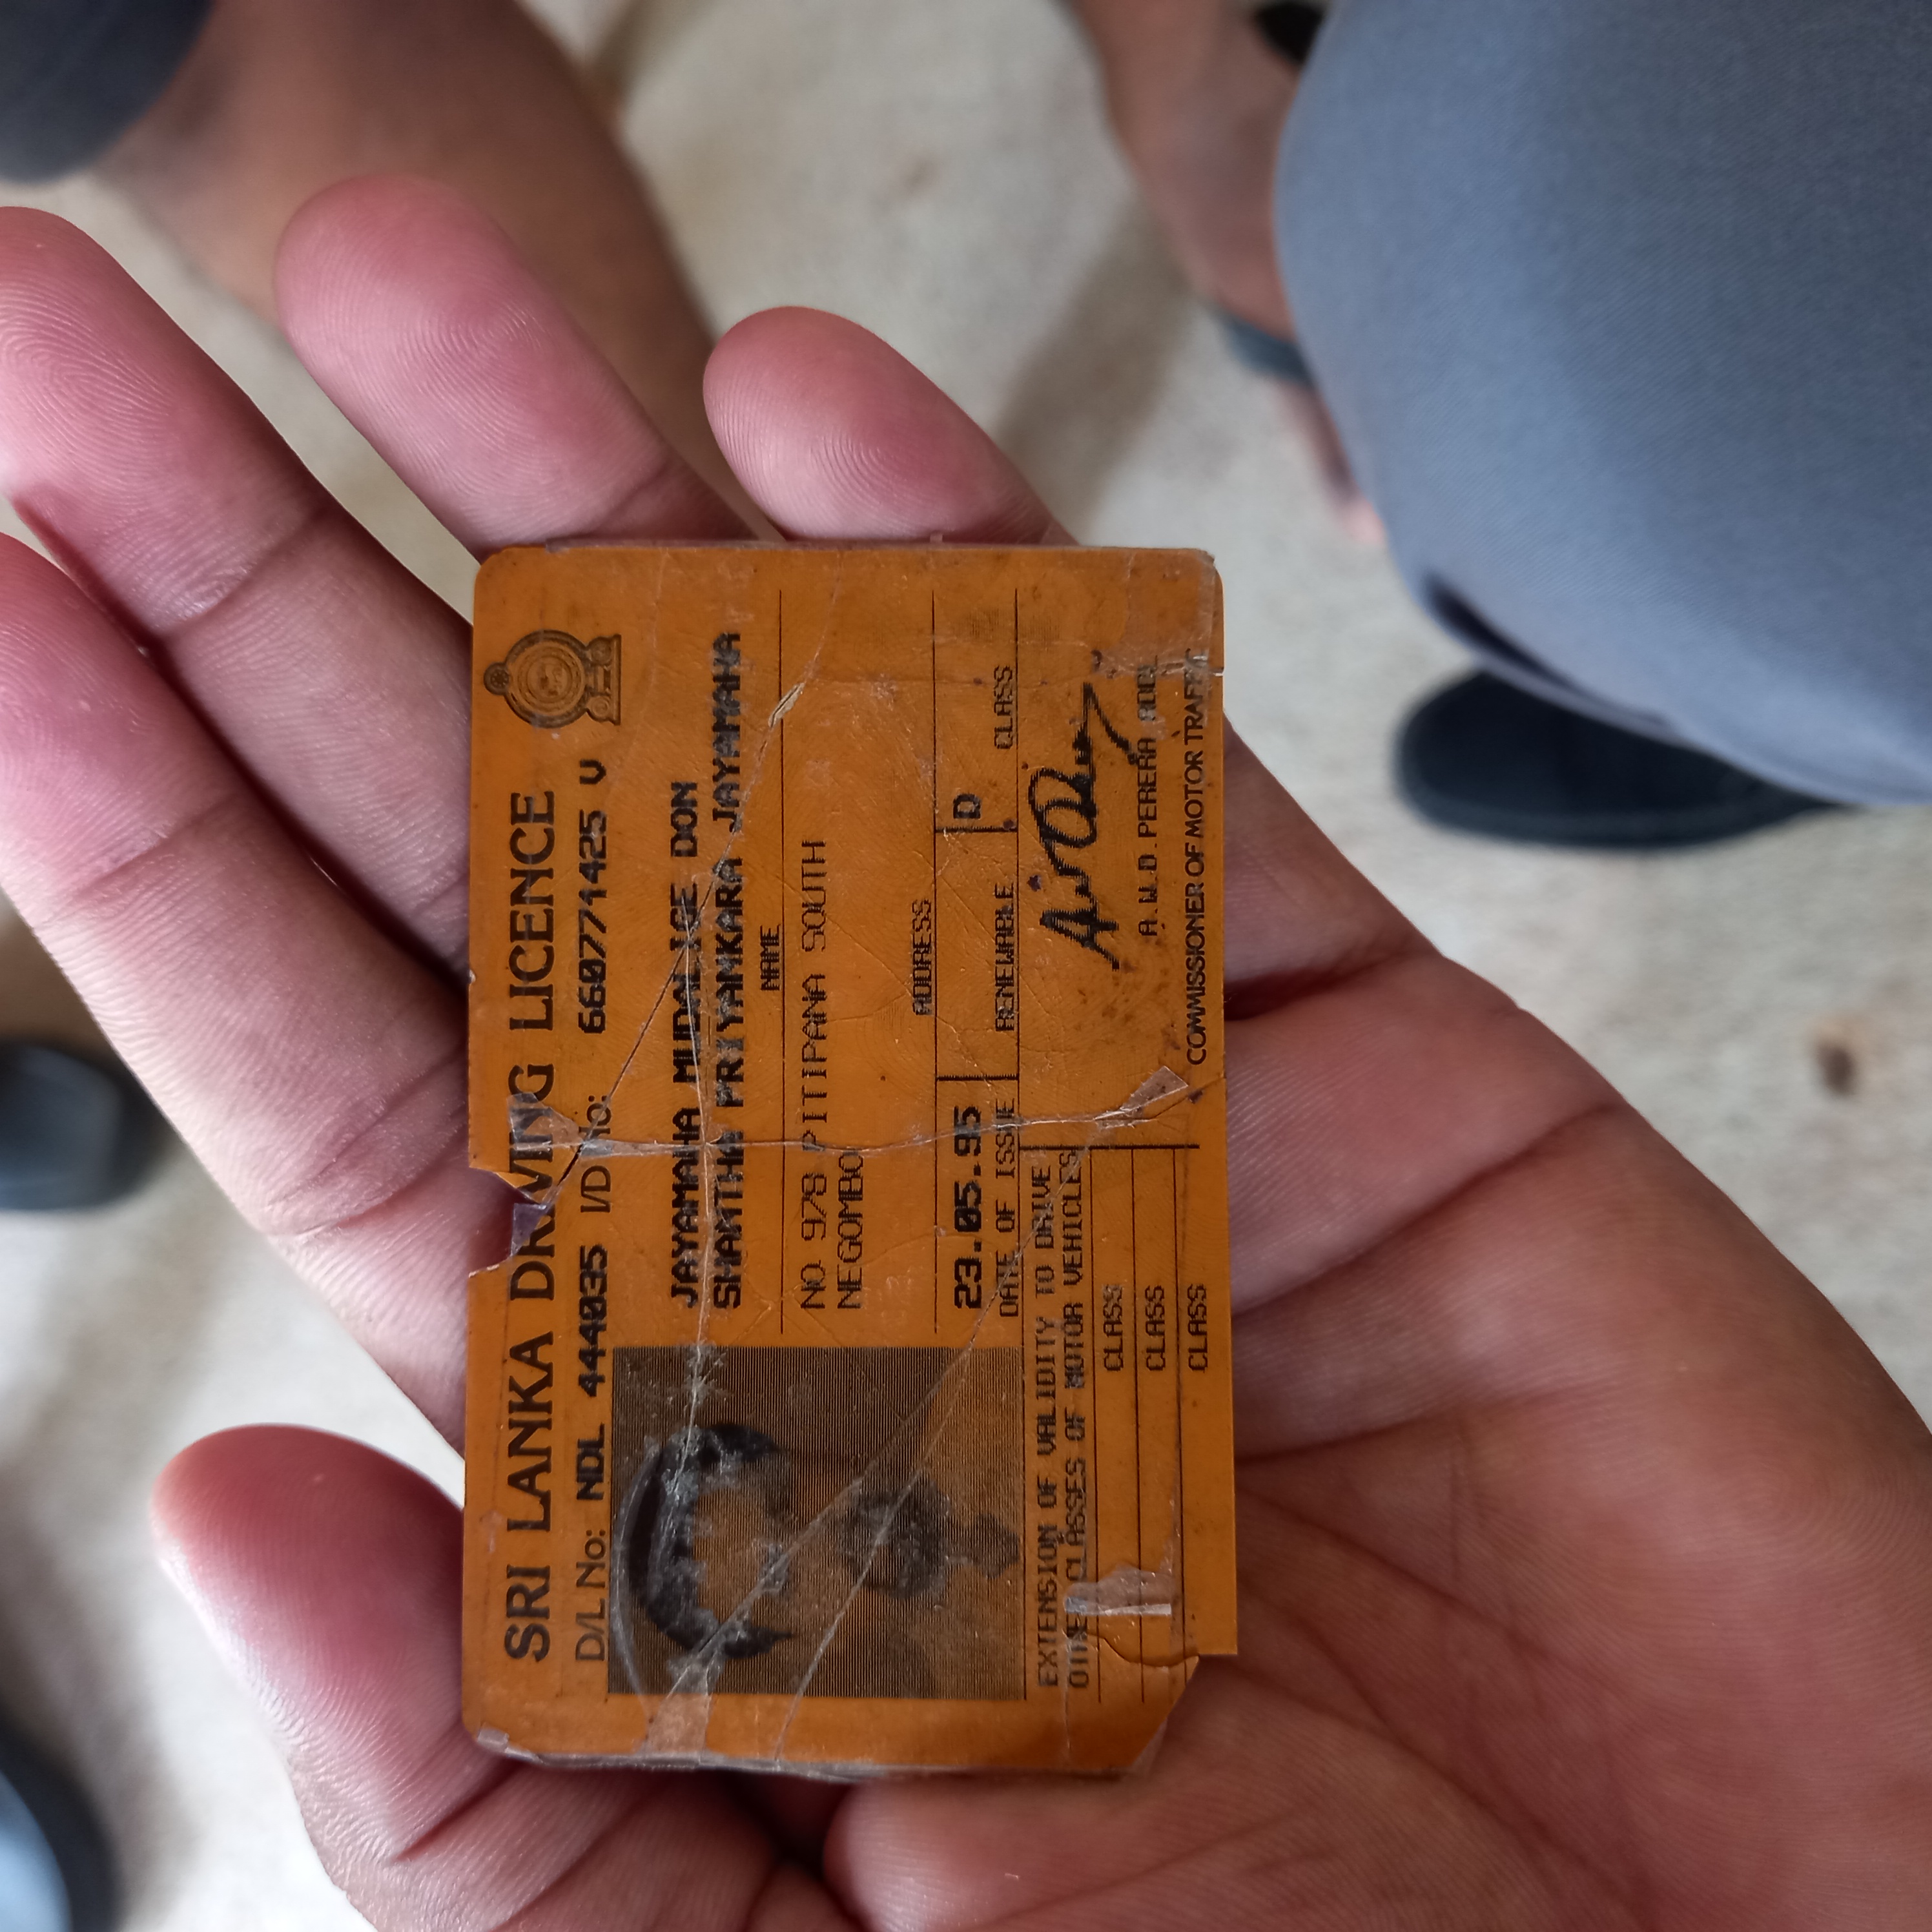 SRI LANKA DRIVING LICENCE
D/L No: NDL 444035 I/D No: 660771425 V
JAYAMAHA MUDALIGE DON
SHANTHA PRIYANKARA JAYAMAHA
NAME
NO 978 PITIPANA SOUTH
NEGOMBO
ADDRESS
23.05.95 D
DATE OF ISSUE RENEWABLE CLASS
EXTENSION OF VALIDITY TO DRIVE
OTHER CLASSES OF MOTOR VEHICLES
CLASS
CLASS
CLASS
A.W.D.PERERA ADDL
COMMISSIONER OF MOTOR TRAFFIC